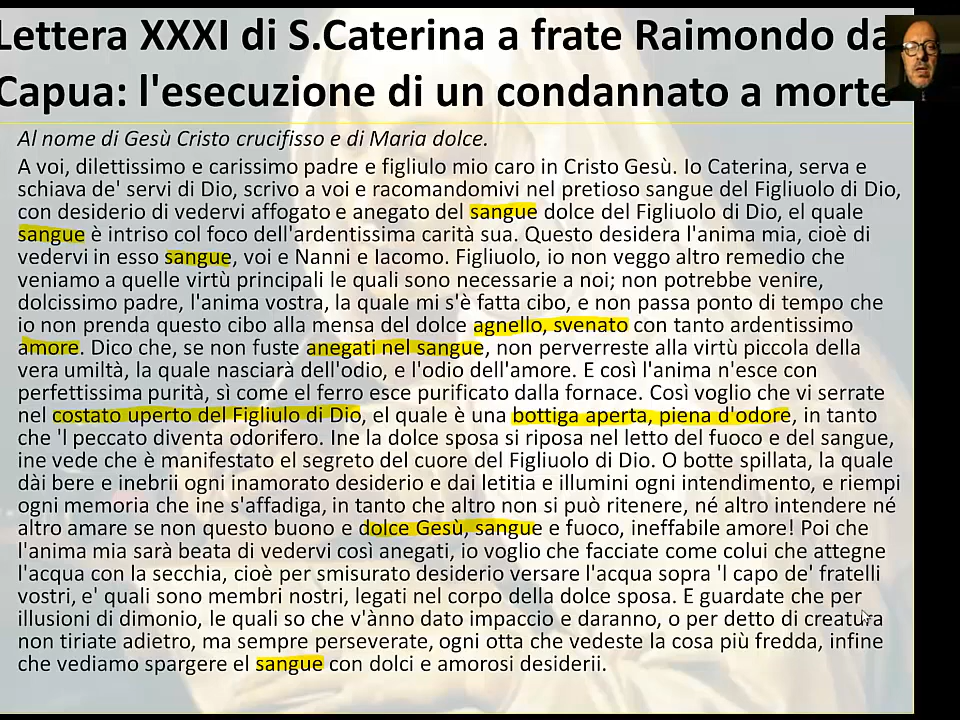 Lettera XXXI di S.Caterina a frate Raimondo da
Capua: l'esecuzione di un condannato a morte
Al nome di Gesù Cristo crucifisso e di Maria dolce.
A voi, dilettissimo e carissimo padre e figliulo mio caro in Cristo Gesù. Io Caterina, serva e
schiava de' servi di Dio, scrivo a voi e racomandomivi nel pretioso sangue del Figliuolo di Dio,
con desiderio di vedervi affogato e anegato del sangue dolce del Figliuolo di Dio, el quale
sangue è intriso col foco dell'ardentissima carità sua. Questo desidera l'anima mia, cioè di
vedervi in esso sangue, voi e Nanni e Iacomo. Figliuolo, io non veggo altro remedio che
veniamo a quelle virtù principali le quali sono necessarie a noi; non potrebbe venire,
dolcissimo padre, l'anima vostra, la quale mi s'è fatta cibo, e non passa ponto di tempo che
io non prenda questo cibo alla mensa del dolce agnello, svenato con tanto ardentissimo
amore. Dico che, se non fuste anegati nel sangue, non perverreste alla virtù piccola della
vera umiltà, la quale nasciarà dell'odio, e l'odio dell'amore. E così l'anima n'esce con
perfettissima purità, sì come el ferro esce purificato dalla fornace. Così voglio che vi serrate
nel costato uperto del Figliulo di Dio, el quale è una bottiga aperta, piena d'odore, in tanto
che 'l peccato diventa odorifero. Ine la dolce sposa si riposa nel letto del fuoco e del sangue,
ine vede che è manifestato el segreto del cuore del Figliuolo di Dio. O botte spillata, la quale
dài bere e inebrii ogni inamorato desiderio e dai letitia e illumini ogni intendimento, e riempi
ogni memoria che ine s'affadiga, in tanto che altro non si può ritenere, né altro intendere né
altro amare se non questo buono e dolce Gesù, sangue e fuoco, ineffabile amore! Poi che
l'anima mia sarà beata di vedervi così anegati, io voglio che facciate come colui che attegne
l'acqua con la secchia, cioè per smisurato desiderio versare l'acqua sopra 'l capo de' fratelli
vostri, e' quali sono membri nostri, legati nel corpo della dolce sposa. E guardate che per
illusioni di dimonio, le quali so che v'ànno dato impaccio e daranno, o per detto di creatura
non tiriate adietro, ma sempre perseverate, ogni otta che vedeste la cosa più fredda, infine
che vediamo spargere el sangue con dolci e amorosi desiderii.